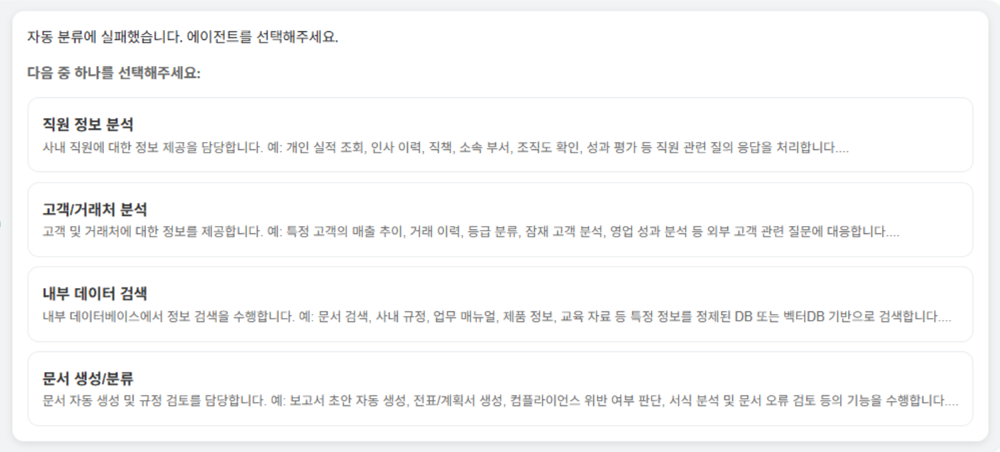 자동 분류에 실패했습니다. 에이전트를 선택해주세요.
다음 중 하나를 선택해주세요:
직원 정보 분석
사내 직원에 대한 정보 제공을 담당합니다. 예: 개인 실적 조회, 인사 이력, 직책, 소속 부서, 조직도 확인, 성과 평가 등 직원 관련 질의 응답을 처리합니다....
고객/거래처 분석
고객 및 거래처에 대한 정보를 제공합니다. 예: 특정 고객의 매출 추이, 거래 이력, 등급 분류, 잠재 고객 분석, 영업 성과 분석 등 외부 고객 관련 질문에 대응합니다....
내부 데이터 검색
내부 데이터베이스에서 정보 검색을 수행합니다. 예: 문서 검색, 사내 규정, 업무 매뉴얼, 제품 정보, 교육 자료 등 특정 정보를 정제된 DB 또는 벡터DB 기반으로 검색합니다....
문서 생성/분류
문서 자동 생성 및 규정 검토를 담당합니다. 예: 보고서 초안 자동 생성, 전표/계획서 생성, 컴플라이언스 위반 여부 판단, 서식 분석 및 문서 오류 검토 등의 기능을 수행합니다....